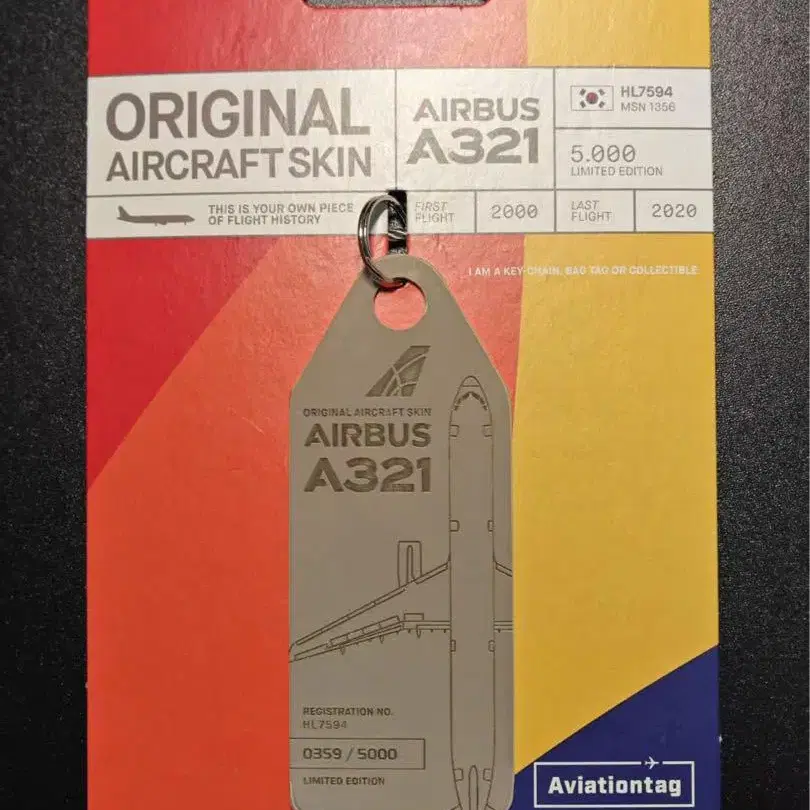 ORIGINAL
AIRCRAFT SKIN
AIRBUS
A321
HL7594
MSN 1356
5.000
LIMITED EDITION
THIS IS YOUR OWN PIECE
OF FLIGHT HISTORY
FIRST
FLIGHT
2000
LAST
FLIGHT
2020
I AM A KEY-CHAIN, BAG TAG OR COLLECTIBLE
ORIGINAL AIRCRAFT SKIN
AIRBUS
A321
REGISTRATION NO.
HL7594
0359 / 5000
LIMITED EDITION
Aviationtag